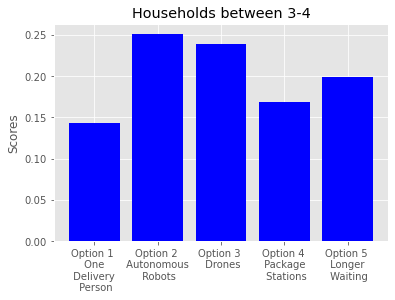 Households between 3-4
Scores
0.25
0.20
0.15
0.10
0.05
0.00
Option 1
One
Delivery
Person
Option 2
Autonomous
Robots
Option 3
Drones
Option 4
Package
Stations
Option 5
Longer
Waiting